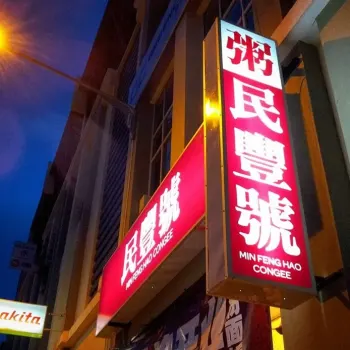 粥
民豐號
MIN FENG HAO
CONGEE
民豐號
MIN FENG HAO CONGEE
akita